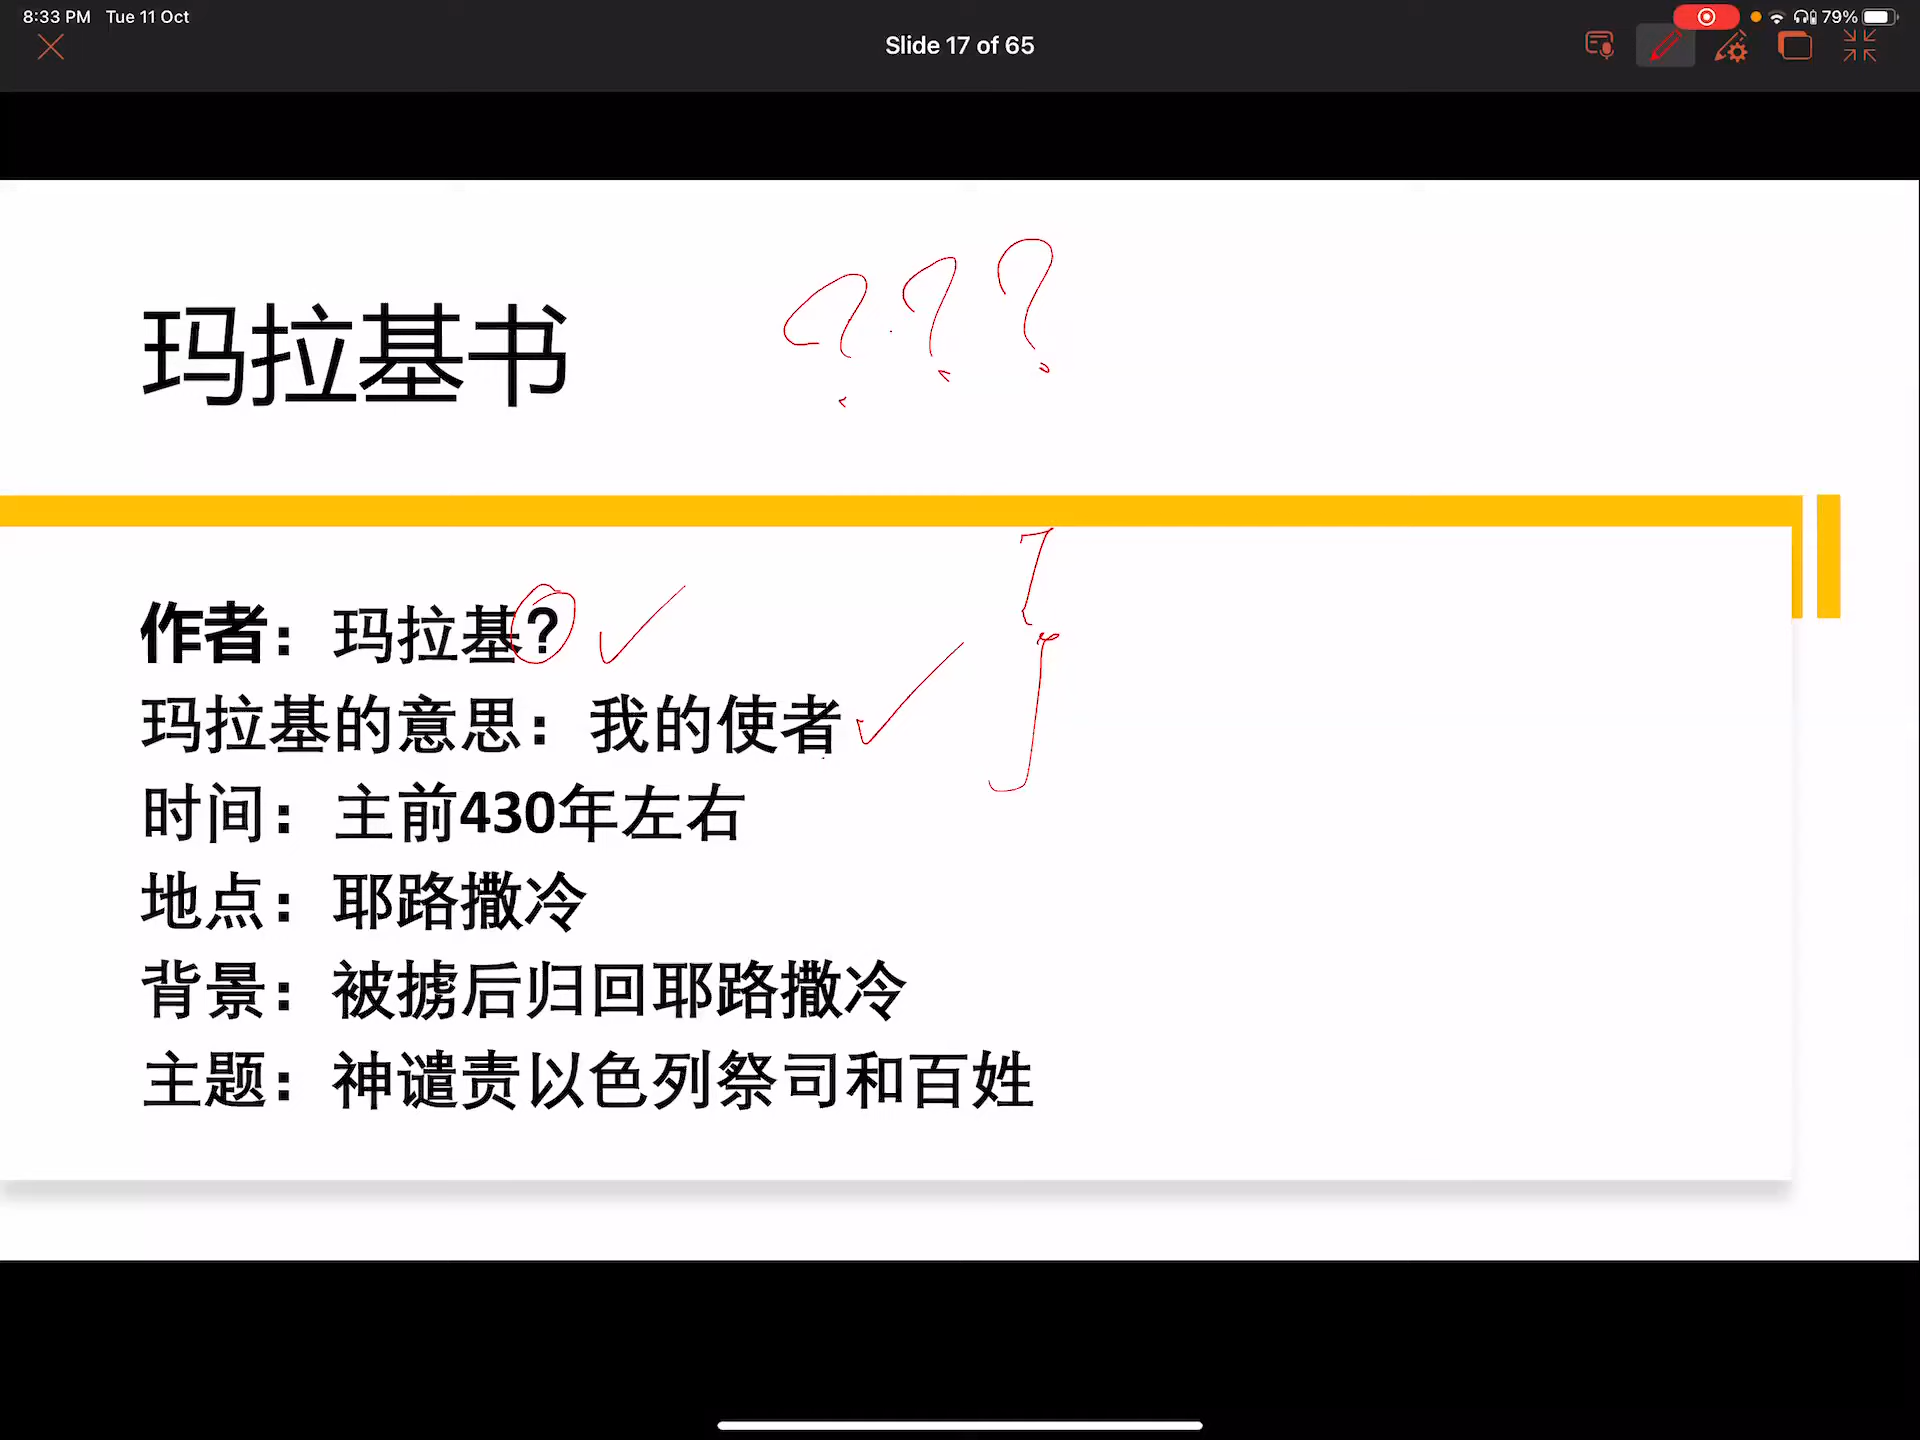 8:33 PM Tue 11 Oct
79%
Slide 17 of 65
玛拉基书
? ? ?
作者：玛拉基?
玛拉基的意思：我的使者
时间：主前430年左右
地点：耶路撒冷
背景：被掳后归回耶路撒冷
主题：神谴责以色列祭司和百姓